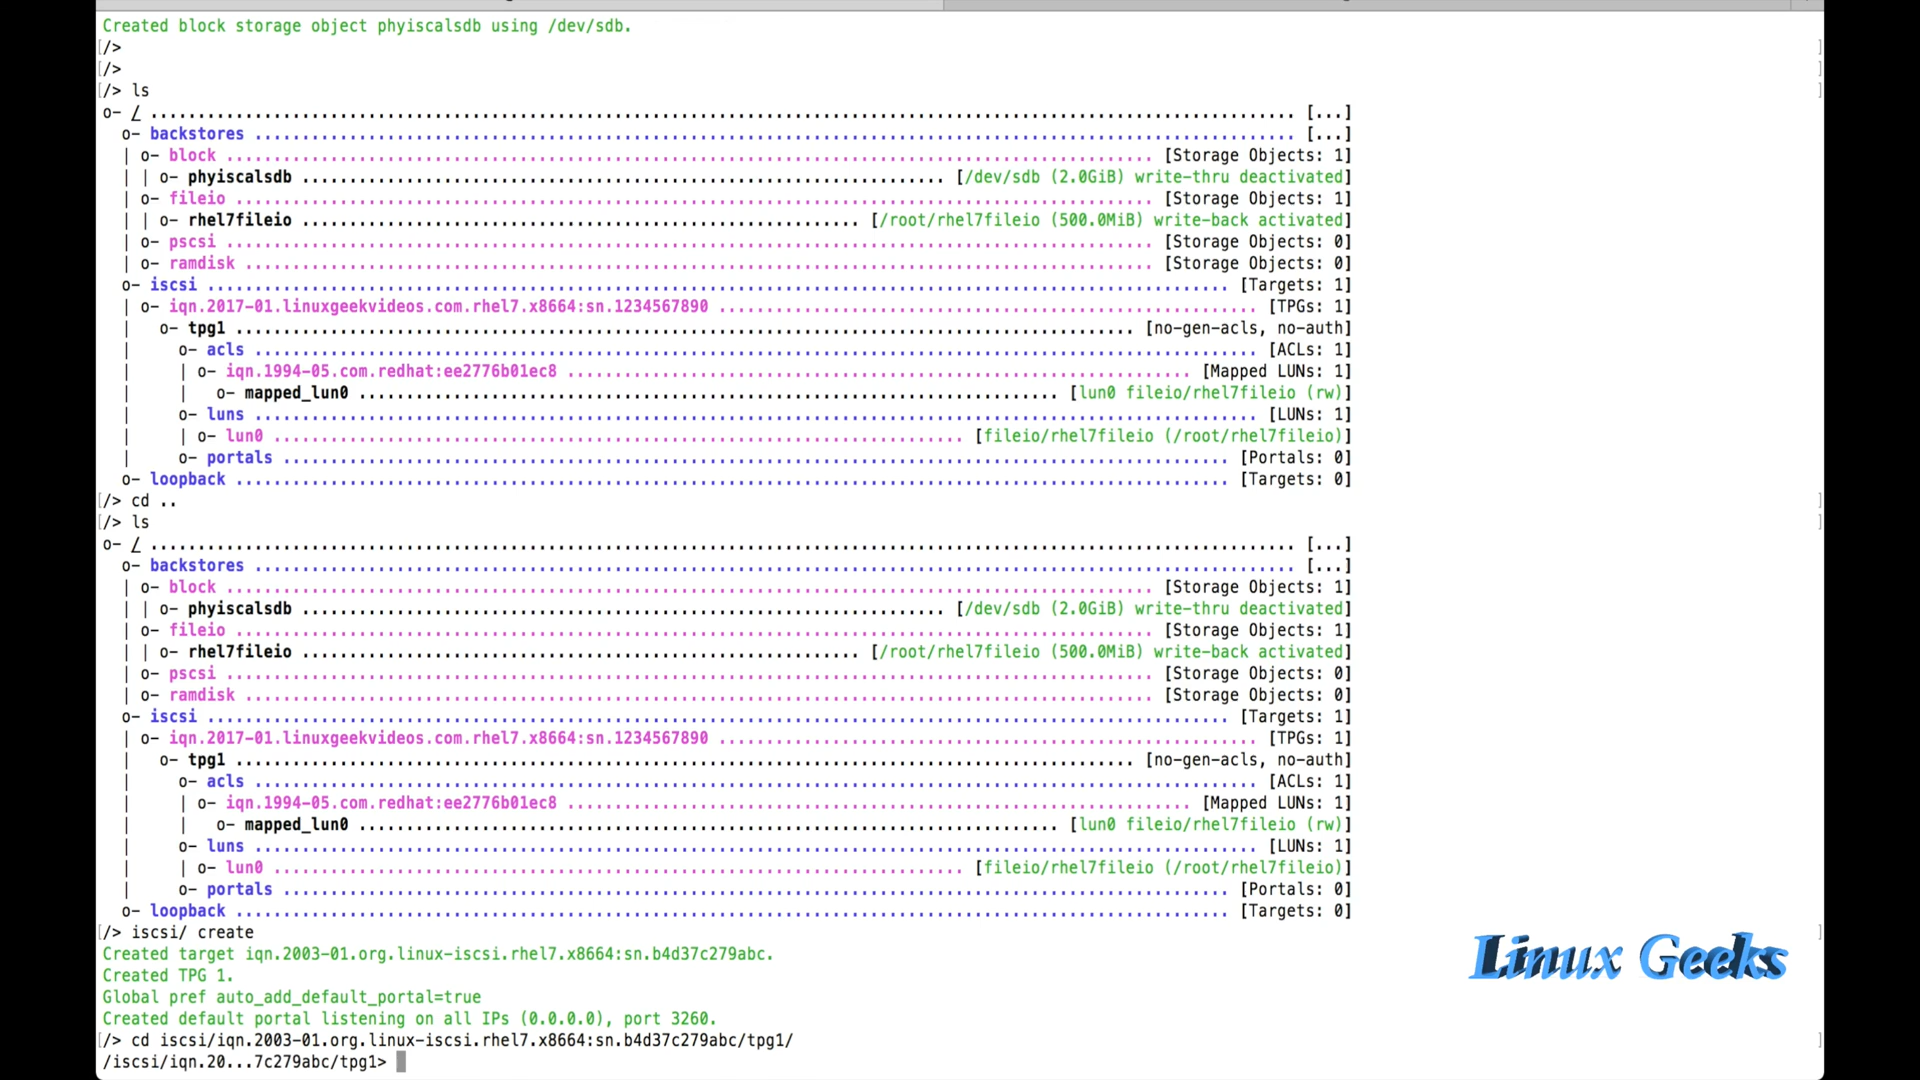 Created block storage object phyiscalsdb using /dev/sdb.
/>
/>
/> ls
o- / ......................................................................................................................... [...]
o- backstores .............................................................................................................. [...]
| o- block .................................................................................................. [Storage Objects: 1]
| | o- phyiscalsdb .................................................................... [/dev/sdb (2.0GiB) write-thru deactivated]
| o- fileio ................................................................................................. [Storage Objects: 1]
| | o- rhel7fileio ........................................................... [/root/rhel7fileio (500.0MiB) write-back activated]
| o- pscsi .................................................................................................. [Storage Objects: 0]
| o- ramdisk ................................................................................................ [Storage Objects: 0]
o- iscsi ............................................................................................................ [Targets: 1]
| o- iqn.2017-01.linuxgeekvideos.com.rhel7.x8664:sn.1234567890 ......................................................... [TPGs: 1]
| o- tpg1 ............................................................................................... [no-gen-acls, no-auth]
| o- acls .......................................................................................................... [ACLs: 1]
| | o- iqn.1994-05.com.redhat:ee2776b01ec8 .................................................................. [Mapped LUNs: 1]
| | o- mapped_lun0 .......................................................................... [lun0 fileio/rhel7fileio (rw)]
| o- luns .......................................................................................................... [LUNs: 1]
| | o- lun0 ......................................................................... [fileio/rhel7fileio (/root/rhel7fileio)]
| o- portals .................................................................................................... [Portals: 0]
o- loopback ......................................................................................................... [Targets: 0]
/> cd ..
/> ls
o- / ......................................................................................................................... [...]
o- backstores .............................................................................................................. [...]
| o- block .................................................................................................. [Storage Objects: 1]
| | o- phyiscalsdb .................................................................... [/dev/sdb (2.0GiB) write-thru deactivated]
| o- fileio ................................................................................................. [Storage Objects: 1]
| | o- rhel7fileio ........................................................... [/root/rhel7fileio (500.0MiB) write-back activated]
| o- pscsi .................................................................................................. [Storage Objects: 0]
| o- ramdisk ................................................................................................ [Storage Objects: 0]
o- iscsi ............................................................................................................ [Targets: 1]
| o- iqn.2017-01.linuxgeekvideos.com.rhel7.x8664:sn.1234567890 ......................................................... [TPGs: 1]
| o- tpg1 ............................................................................................... [no-gen-acls, no-auth]
| o- acls .......................................................................................................... [ACLs: 1]
| | o- iqn.1994-05.com.redhat:ee2776b01ec8 .................................................................. [Mapped LUNs: 1]
| | o- mapped_lun0 .......................................................................... [lun0 fileio/rhel7fileio (rw)]
| o- luns .......................................................................................................... [LUNs: 1]
| | o- lun0 ......................................................................... [fileio/rhel7fileio (/root/rhel7fileio)]
| o- portals .................................................................................................... [Portals: 0]
o- loopback ......................................................................................................... [Targets: 0]
/> iscsi/ create
Created target iqn.2003-01.org.linux-iscsi.rhel7.x8664:sn.b4d37c279abc.
Created TPG 1.
Global pref auto_add_default_portal=true
Created default portal listening on all IPs (0.0.0.0), port 3260.
/> cd iscsi/iqn.2003-01.org.linux-iscsi.rhel7.x8664:sn.b4d37c279abc/tpg1/
/iscsi/iqn.20...7c279abc/tpg1>
Linux Geeks